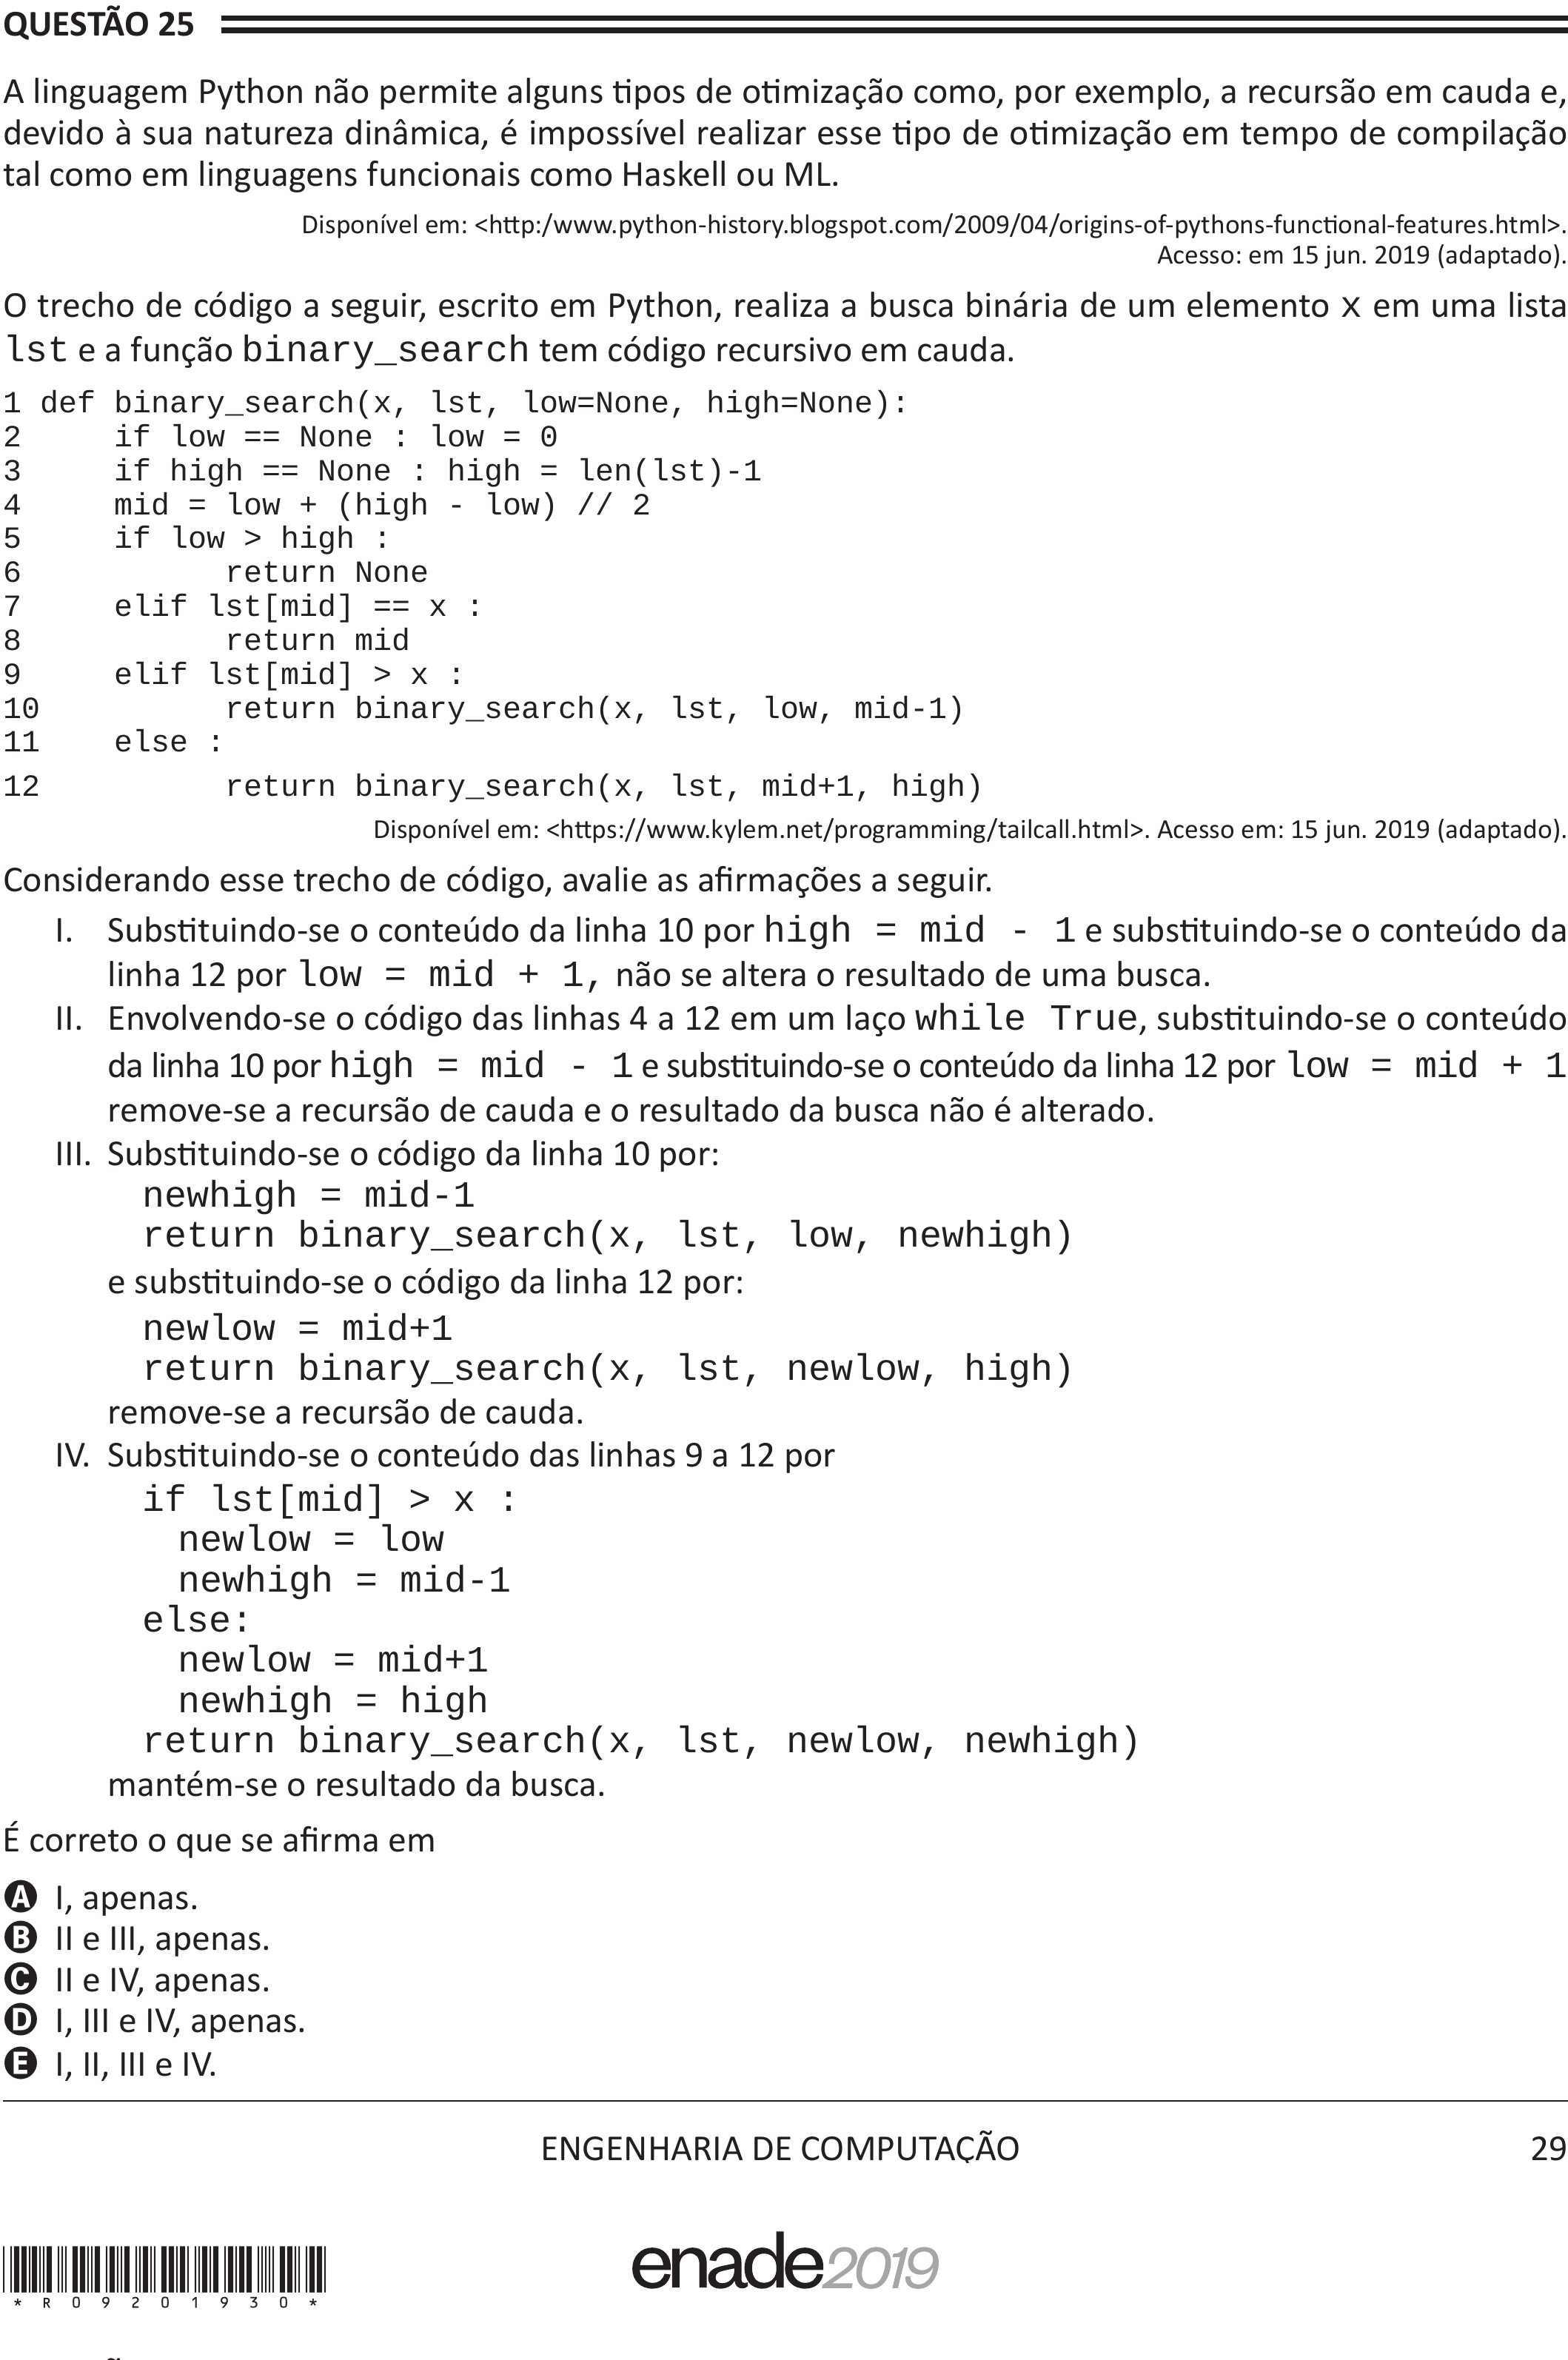 QUESTÃO 25
A linguagem Python não permite alguns tipos de otimização como, por exemplo, a recursão em cauda e,
devido à sua natureza dinâmica, é impossível realizar esse tipo de otimização em tempo de compilação
tal como em linguagens funcionais como Haskell ou ML.
Disponível em: <http:/www.python-history.blogspot.com/2009/04/origins-of-pythons-functional-features.html>.
Acesso: em 15 jun. 2019 (adaptado).
O trecho de código a seguir, escrito em Python, realiza a busca binária de um elemento x em uma lista
lst e a função binary_search tem código recursivo em cauda.
1 def binary_search(x, lst, low=None, high=None):
2     if low == None : low = 0
3     if high == None : high = len(lst)-1
4     mid = low + (high - low) // 2
5     if low > high :
6           return None
7     elif lst[mid] == x :
8           return mid
9     elif lst[mid] > x :
10          return binary_search(x, lst, low, mid-1)
11    else :
12          return binary_search(x, lst, mid+1, high)
Disponível em: <https://www.kylem.net/programming/tailcall.html>. Acesso em: 15 jun. 2019 (adaptado).
Considerando esse trecho de código, avalie as afirmações a seguir.
I. Substituindo-se o conteúdo da linha 10 por high = mid - 1 e substituindo-se o conteúdo da
linha 12 por low = mid + 1, não se altera o resultado de uma busca.
II. Envolvendo-se o código das linhas 4 a 12 em um laço while True, substituindo-se o conteúdo
da linha 10 por high = mid - 1 e substituindo-se o conteúdo da linha 12 por low = mid + 1
remove-se a recursão de cauda e o resultado da busca não é alterado.
III. Substituindo-se o código da linha 10 por:
newhigh = mid-1
return binary_search(x, lst, low, newhigh)
e substituindo-se o código da linha 12 por:
newlow = mid+1
return binary_search(x, lst, newlow, high)
remove-se a recursão de cauda.
IV. Substituindo-se o conteúdo das linhas 9 a 12 por
if lst[mid] > x :
newlow = low
newhigh = mid-1
else:
newlow = mid+1
newhigh = high
return binary_search(x, lst, newlow, newhigh)
mantém-se o resultado da busca.
É correto o que se afirma em
A I, apenas.
B II e III, apenas.
C II e IV, apenas.
D I, III e IV, apenas.
E I, II, III e IV.
ENGENHARIA DE COMPUTAÇÃO 29
enade2019
*R09201930*